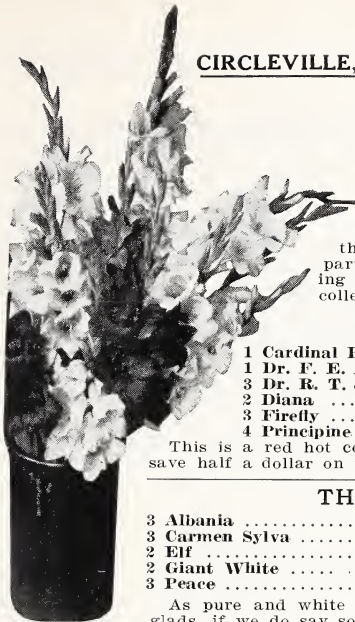 CIRCLEVILLE,
th
par
ing
colle
1 Cardinal
1 Dr. F. E.
3 Dr. R. T.
2 Diana ...
3 Firefly ...
4 Principine
This is a red hot c
save half a dollar on
TH
3 Albania ..........
3 Carmen Sylva ........
2 Elf ..............
2 Giant White ..... .
3 Peace ............
As pure and white
glads, if we do say so